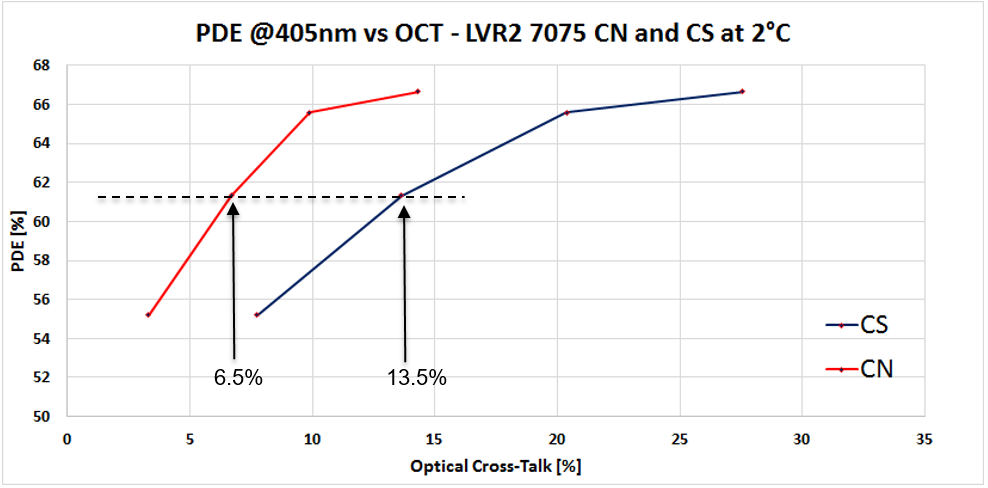 PDE @405nm vs OCT - LVR2 7075 CN and CS at 2°C
68
66
64
62
60
58
56
54
52
50
PDE [%]
CS
CN
6.5%
13.5%
0 5 10 15 20 25 30 35
Optical Cross-Talk [%]